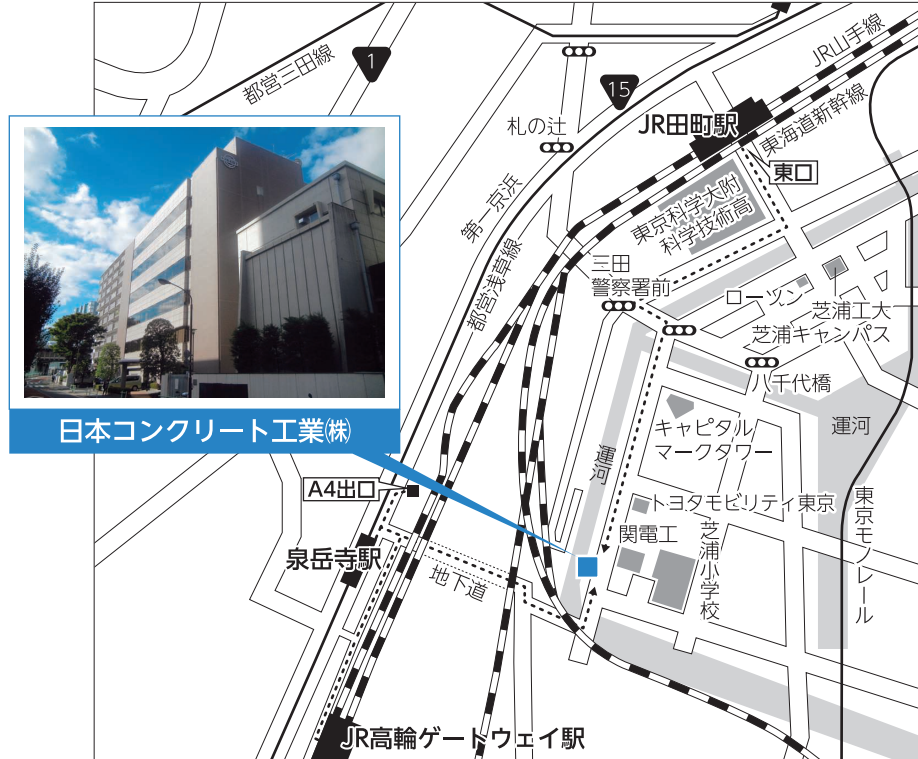 都営三田線
1
15
JR山手線
札の辻
JR田町駅
東海道新幹線
東口
第一京浜
東京科学大附
科学技術高
都営浅草線
三田
警察署前
ローソン
芝浦工大
芝浦キャンパス
八千代橋
日本コンクリート工業㈱
キャピタル
マークタワー
運河
運河
A4出口
トヨタモビリティ東京
東京モノレール
関電工
芝浦小学校
泉岳寺駅
地下道
JR高輪ゲートウェイ駅